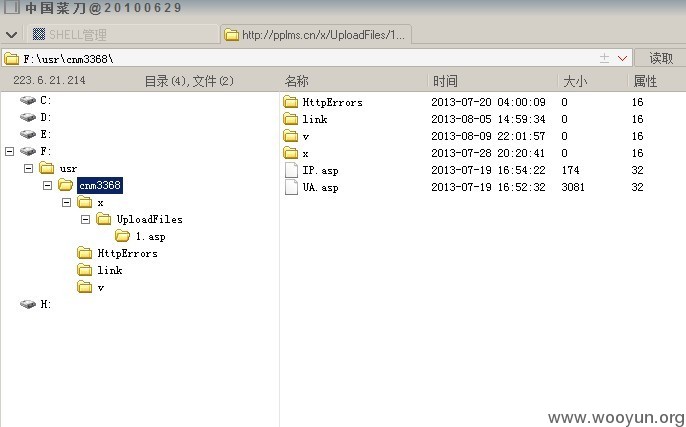 中国菜刀@20100629
SHELL管理
http://pplms.cn/x/UploadFiles/1...
F:\usr\cnm3368\
读取
223.6.21.214 目录(4),文件(2)
名称 时间 大小 属性
C:
D:
E:
F:
usr
cnm3368
x
UploadFiles
1.asp
HttpErrors
link
v
H:
HttpErrors 2013-07-20 04:00:09 0 16
link 2013-08-05 14:59:34 0 16
v 2013-08-09 22:01:57 0 16
x 2013-07-28 20:20:41 0 16
IP.asp 2013-07-19 16:54:22 174 32
UA.asp 2013-07-19 16:52:32 3081 32
www.wooyun.org